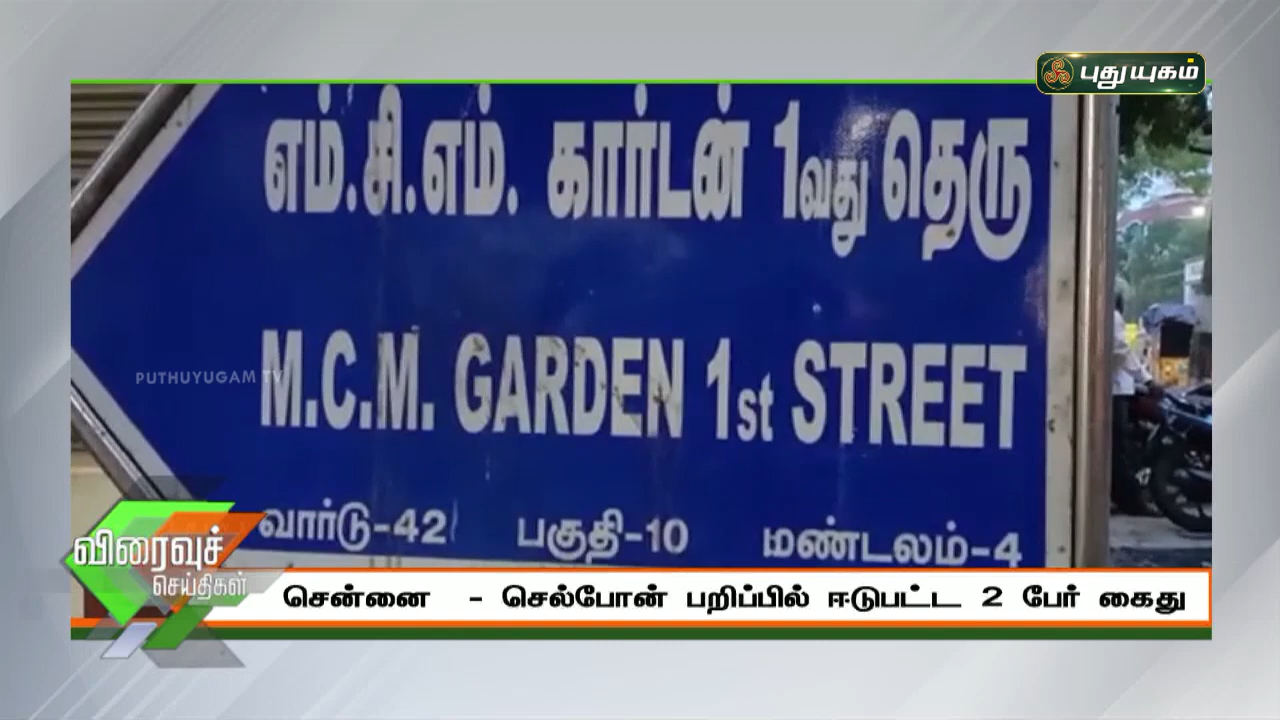 புதுயுகம்
எம்.சி.எம். கார்டன் 1வது தெரு
M.C.M. GARDEN 1st STREET
PUTHUYUGAM TV
வார்டு-42 பகுதி-10 மண்டலம்-4
விரைவுச்
செய்திகள்
சென்னை - செல்போன் பறிப்பில் ஈடுபட்ட 2 பேர் கைது